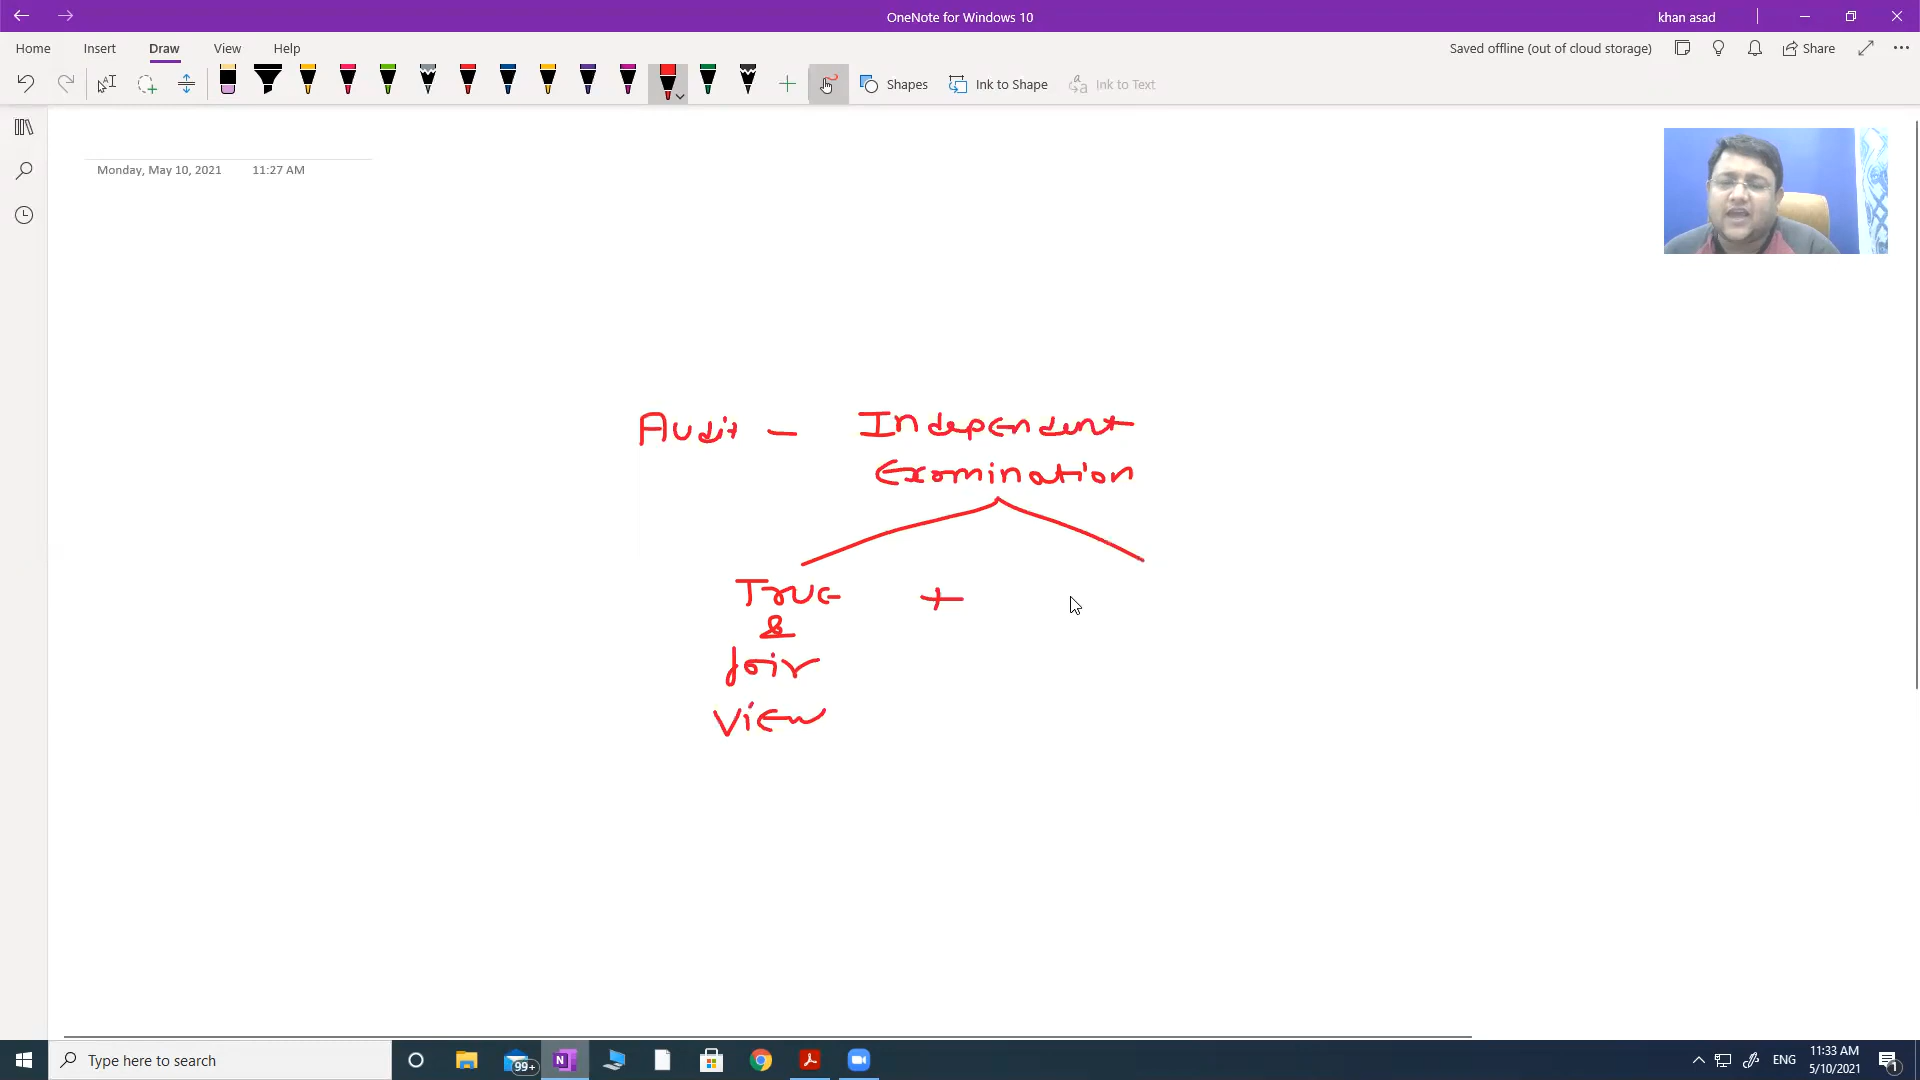 OneNote for Windows 10
khan asad
Home Insert Draw View Help
Saved offline (out of cloud storage)
Share
Shapes
Ink to Shape
Ink to Text
Monday, May 10, 2021 11:27 AM
Audit - Independent
Examination
True +
&
fair
view
Type here to search
99+
ENG
11:33 AM
5/10/2021
1